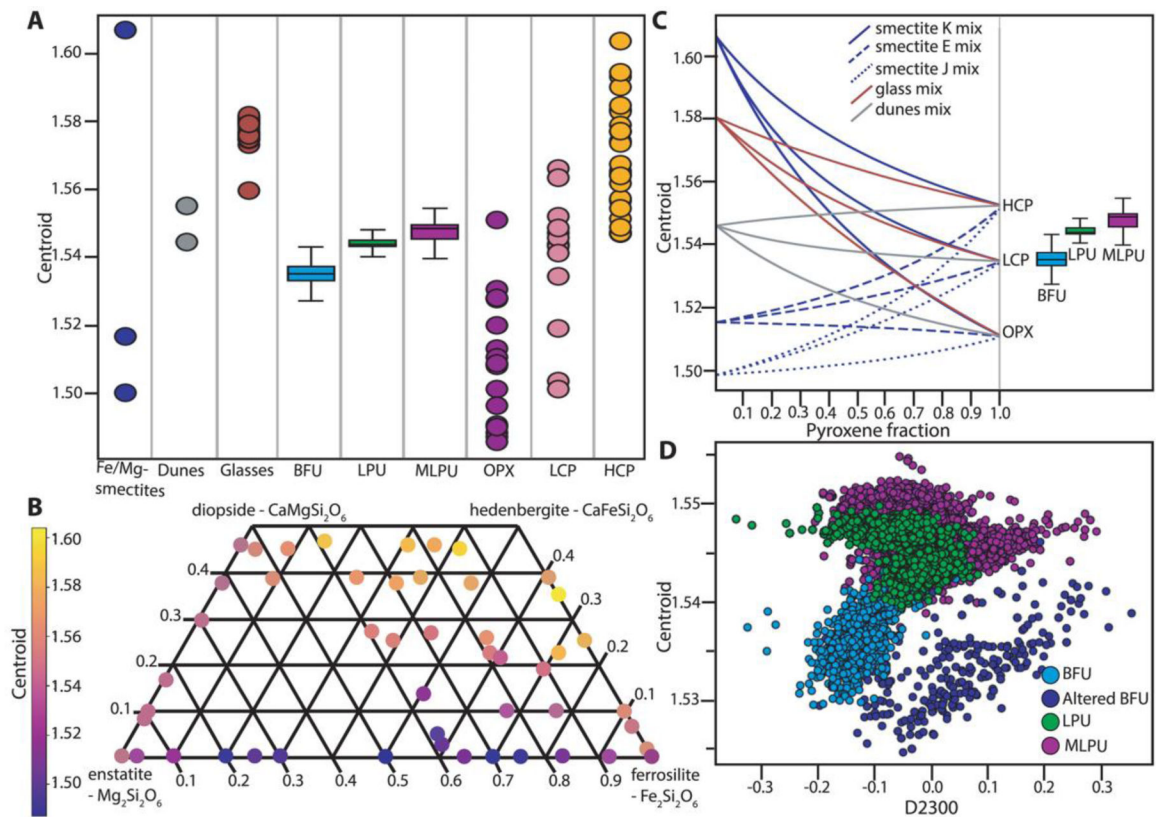 A
Centroid
1.60
1.58
1.56
1.54
1.52
1.50
Fe/Mg-
smectites
Dunes
Glasses
BFU
LPU
MLPU
OPX
LCP
HCP
C
smectite K mix
smectite E mix
smectite J mix
glass mix
dunes mix
Centroid
1.60
1.58
1.56
1.54
1.52
1.50
HCP
LCP
OPX
BFU
LPU
MLPU
0.1 0.2 0.3 0.4 0.5 0.6 0.7 0.8 0.9 1.0
Pyroxene fraction
B
Centroid
1.60
1.58
1.56
1.54
1.52
1.50
diopside - CaMgSi₂O₆
hedenbergite - CaFeSi₂O₆
0.4
0.3
0.2
0.1
0.4
0.3
0.2
0.1
enstatite
- Mg₂Si₂O₆
0.1 0.2 0.3 0.4 0.5 0.6 0.7 0.8 0.9
ferrosilite
- Fe₂Si₂O₆
D
Centroid
1.55
1.54
1.53
BFU
Altered BFU
LPU
MLPU
-0.3 -0.2 -0.1 0.0 0.1 0.2 0.3
D2300